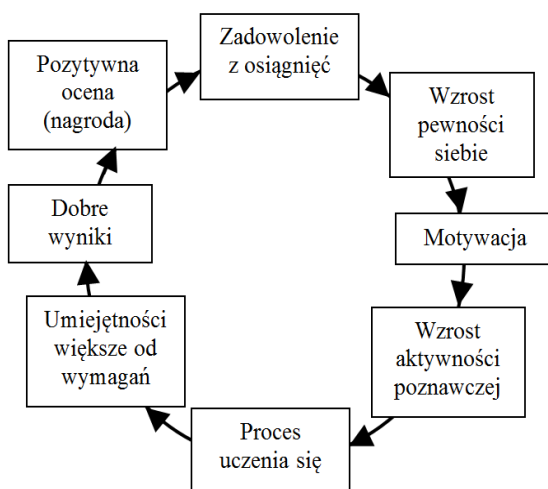 Zadowolenie
z osiągnięć
Wzrost
pewności
siebie
Motywacja
Wzrost
aktywności
poznawczej
Proces
uczenia się
Umiejętności
większe od
wymagań
Dobre
wyniki
Pozytywna
ocena
(nagroda)